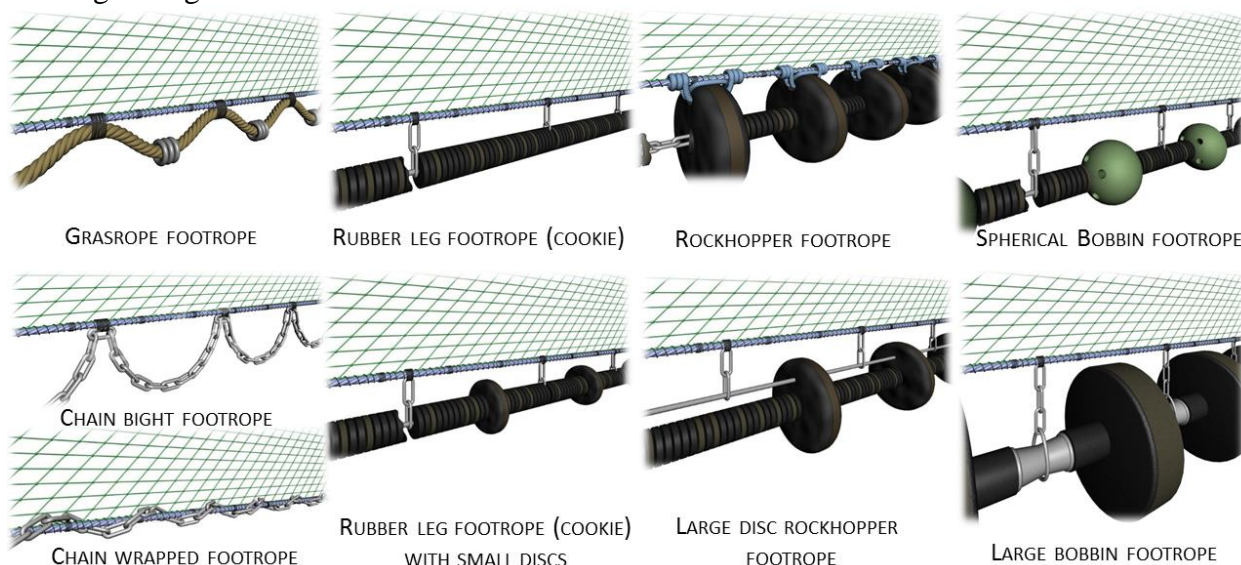 GRASROPE FOOTROPE
RUBBER LEG FOOTROPE (COOKIE)
ROCKHOPPER FOOTROPE
SPHERICAL BOBBIN FOOTROPE
CHAIN BIGHT FOOTROPE
CHAIN WRAPPED FOOTROPE
RUBBER LEG FOOTROPE (COOKIE)
WITH SMALL DISCS
LARGE DISC ROCKHOPPER
FOOTROPE
LARGE BOBBIN FOOTROPE